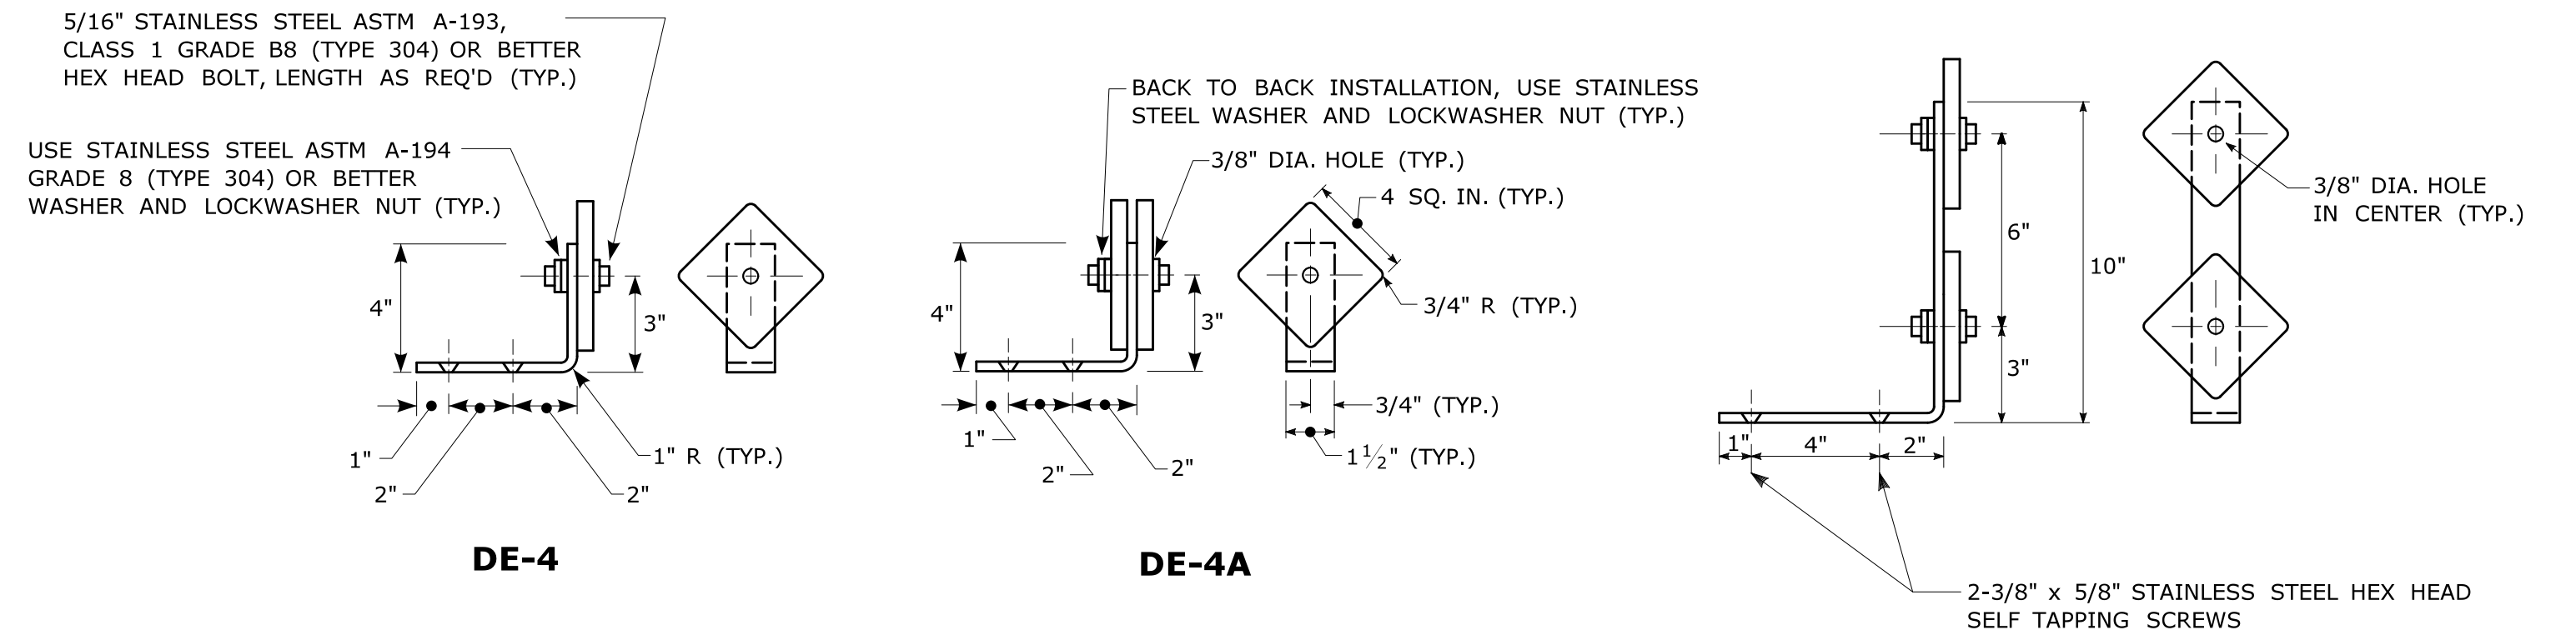 5/16" STAINLESS STEEL ASTM A-193,
CLASS 1 GRADE B8 (TYPE 304) OR BETTER
HEX HEAD BOLT, LENGTH AS REQ'D (TYP.)
USE STAINLESS STEEL ASTM A-194
GRADE 8 (TYPE 304) OR BETTER
WASHER AND LOCKWASHER NUT (TYP.)
4"
3"
1"
2"
2"
1" R (TYP.)
DE-4
BACK TO BACK INSTALLATION, USE STAINLESS
STEEL WASHER AND LOCKWASHER NUT (TYP.)
3/8" DIA. HOLE (TYP.)
4 SQ. IN. (TYP.)
4"
3"
3/4" R (TYP.)
3/4" (TYP.)
1 1/2" (TYP.)
1"
2"
2"
DE-4A
3/8" DIA. HOLE
IN CENTER (TYP.)
6"
10"
3"
1"
4"
2"
2-3/8" x 5/8" STAINLESS STEEL HEX HEAD
SELF TAPPING SCREWS